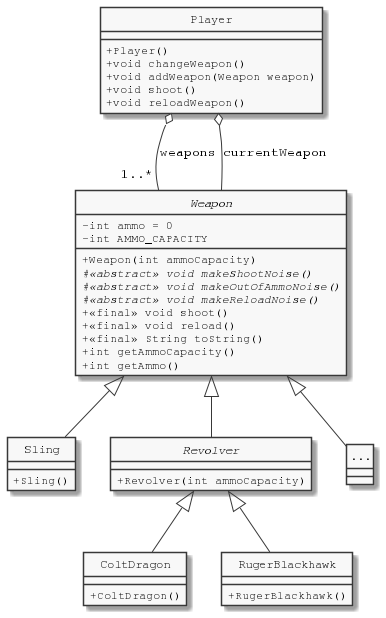 Player
+Player()
+void changeWeapon()
+void addWeapon(Weapon weapon)
+void shoot()
+void reloadWeapon()
weapons currentWeapon
1..*
Weapon
-int ammo = 0
-int AMMO_CAPACITY
+Weapon(int ammoCapacity)
#«abstract» void makeShootNoise()
#«abstract» void makeOutOfAmmoNoise()
#«abstract» void makeReloadNoise()
+«final» void shoot()
+«final» void reload()
+«final» String toString()
+int getAmmoCapacity()
+int getAmmo()
Sling
+Sling()
Revolver
+Revolver(int ammoCapacity)
...
ColtDragon
+ColtDragon()
RugerBlackhawk
+RugerBlackhawk()